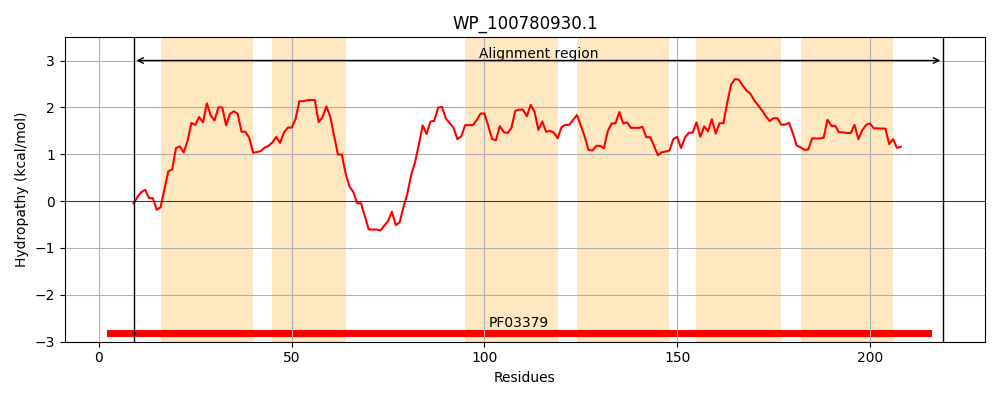 WP_100780930.1
Alignment region
3
2
1
0
−1
−2
−3
Hydropathy (kcal/mol)
PF03379
0 50 100 150 200
Residues